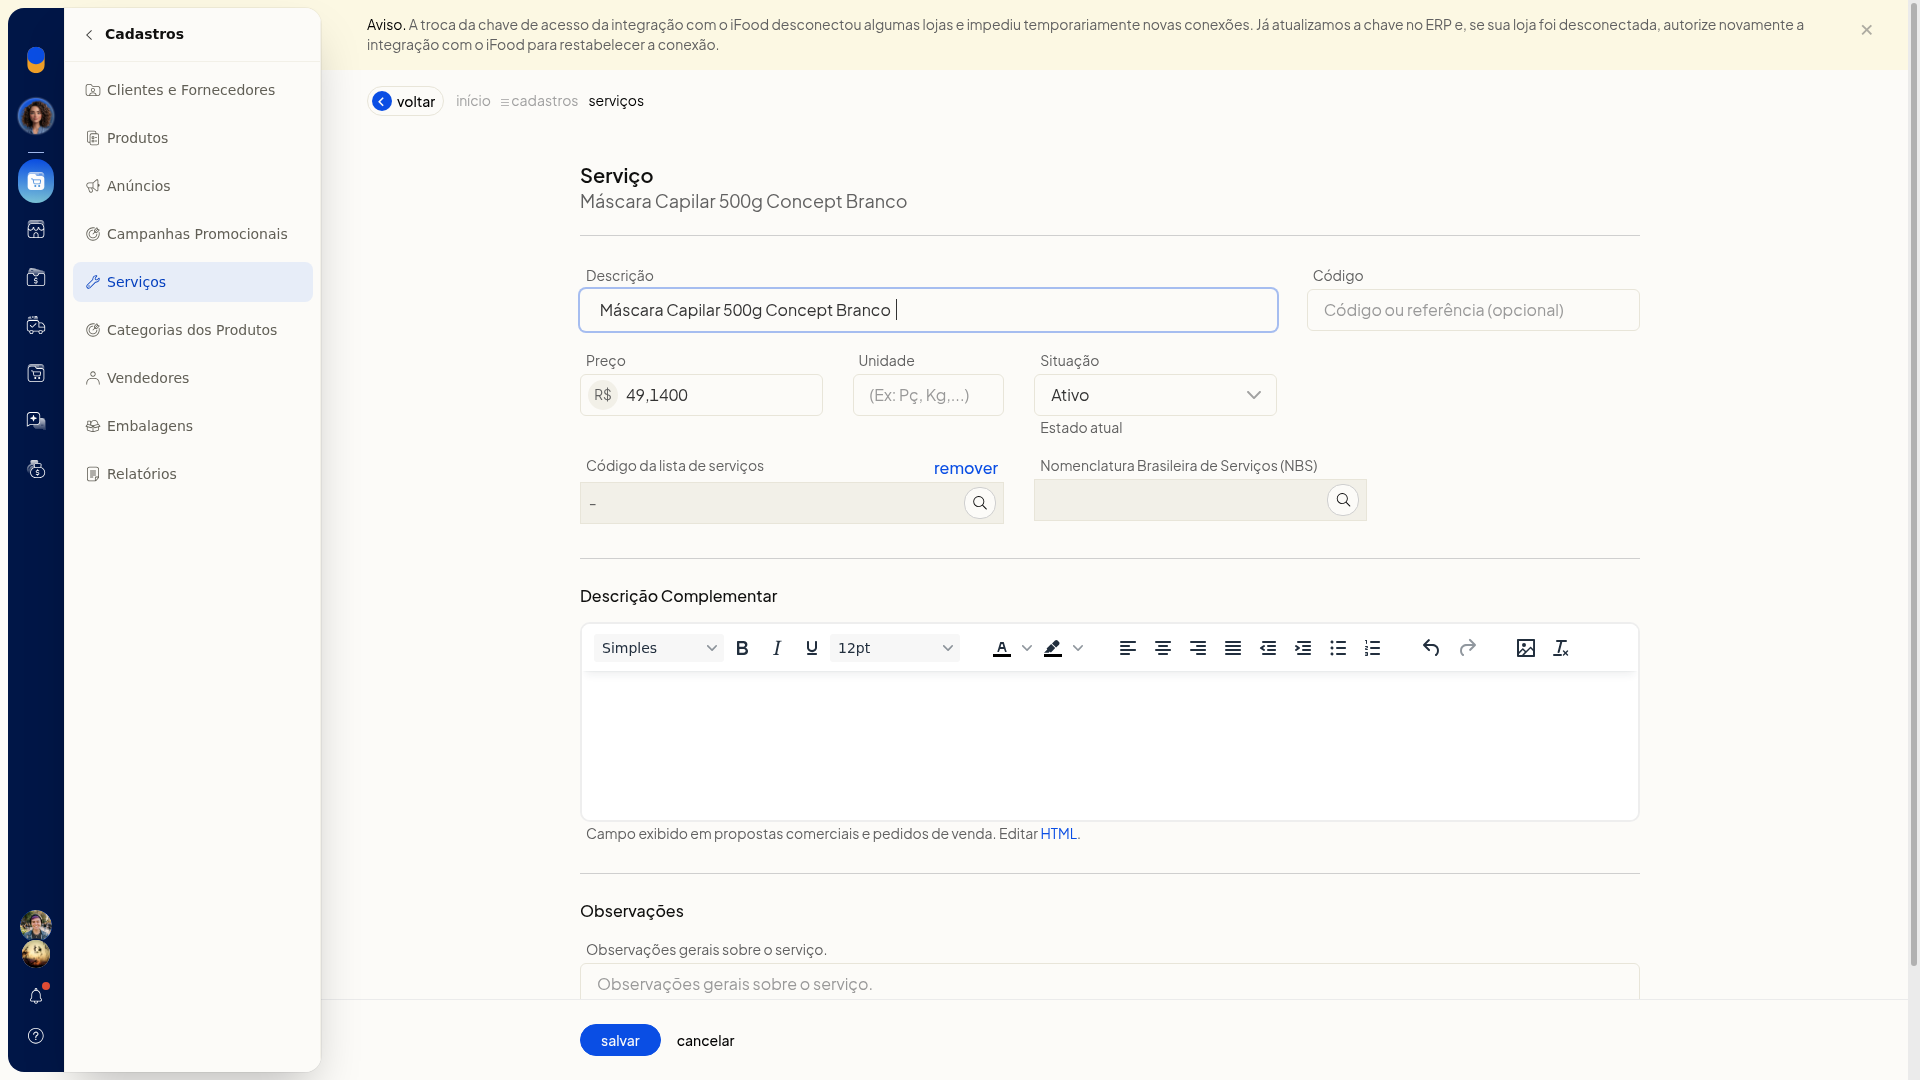 Aviso. A troca da chave de acesso da integração com o iFood desconectou algumas lojas e impediu temporariamente novas conexões. Já atualizamos a chave no ERP e, se sua loja foi desconectada, autorize novamente a
integração com o iFood para restabelecer a conexão.
Cadastros
Clientes e Fornecedores
Produtos
Anúncios
Campanhas Promocionais
Serviços
Categorias dos Produtos
Vendedores
Embalagens
Relatórios
voltar início cadastros serviços
Serviço
Máscara Capilar 500g Concept Branco
Descrição Código
Máscara Capilar 500g Concept Branco Código ou referência (opcional)
Preço Unidade Situação
R$ 49,1400 (Ex: Pç, Kg,...) Ativo
Estado atual
Código da lista de serviços remover Nomenclatura Brasileira de Serviços (NBS)
-
Descrição Complementar
Simples B I U 12pt A
Campo exibido em propostas comerciais e pedidos de venda. Editar HTML.
Observações
Observações gerais sobre o serviço.
Observações gerais sobre o serviço.
salvar cancelar